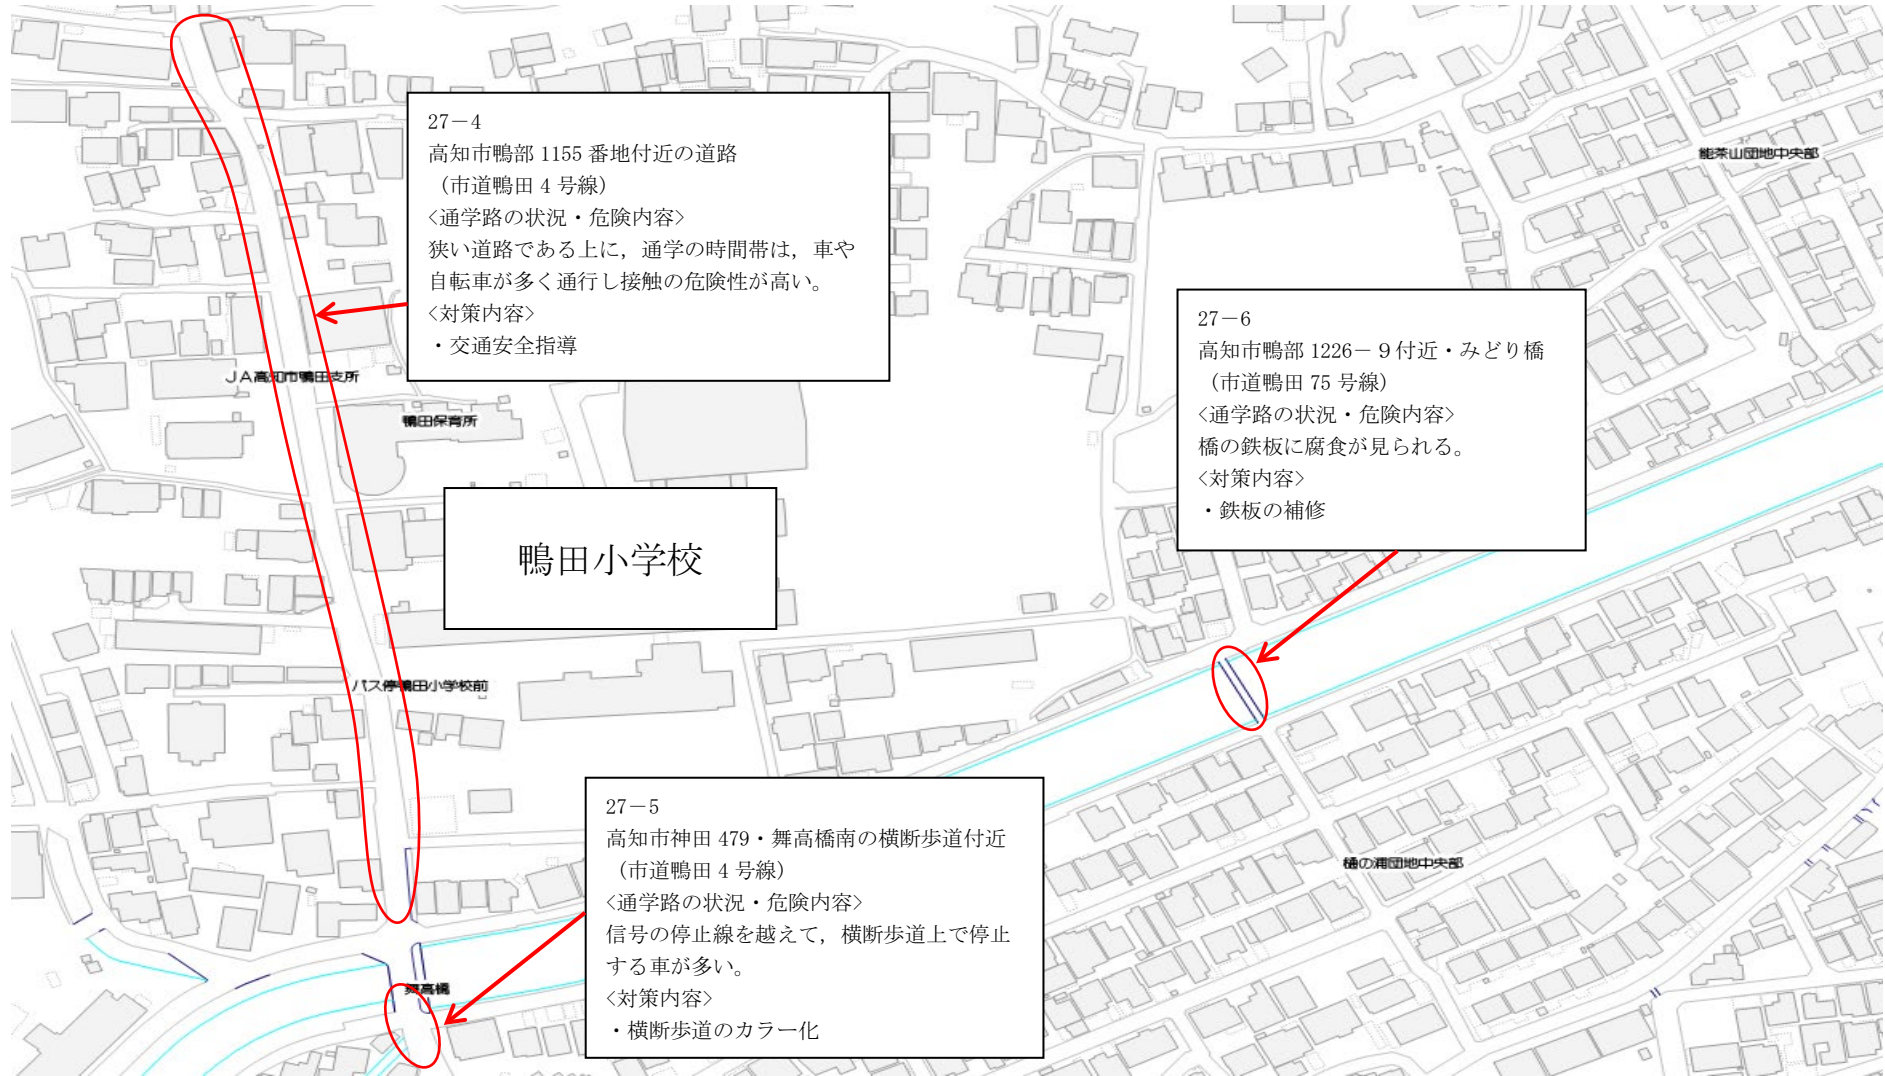 27－4
高知市鴨部 1155 番地付近の道路
（市道鴨田 4 号線）
<通学路の状況・危険内容>
狭い道路である上に，通学の時間帯は，車や
自転車が多く通行し接触の危険性が高い。
<対策内容>
・交通安全指導
能茶山団地中央部
27－6
高知市鴨部 1226－９付近・みどり橋
（市道鴨田 75 号線）
<通学路の状況・危険内容>
橋の鉄板に腐食が見られる。
<対策内容>
・鉄板の補修
ＪＡ高知市鴨田支所
鴨田保育所
鴨田小学校
バス停鴨田小学校前
27－5
高知市神田 479・舞高橋南の横断歩道付近
（市道鴨田 4 号線）
<通学路の状況・危険内容>
信号の停止線を越えて，横断歩道上で停止
する車が多い。
<対策内容>
・横断歩道のカラー化
樋の浦団地中央部
舞高橋